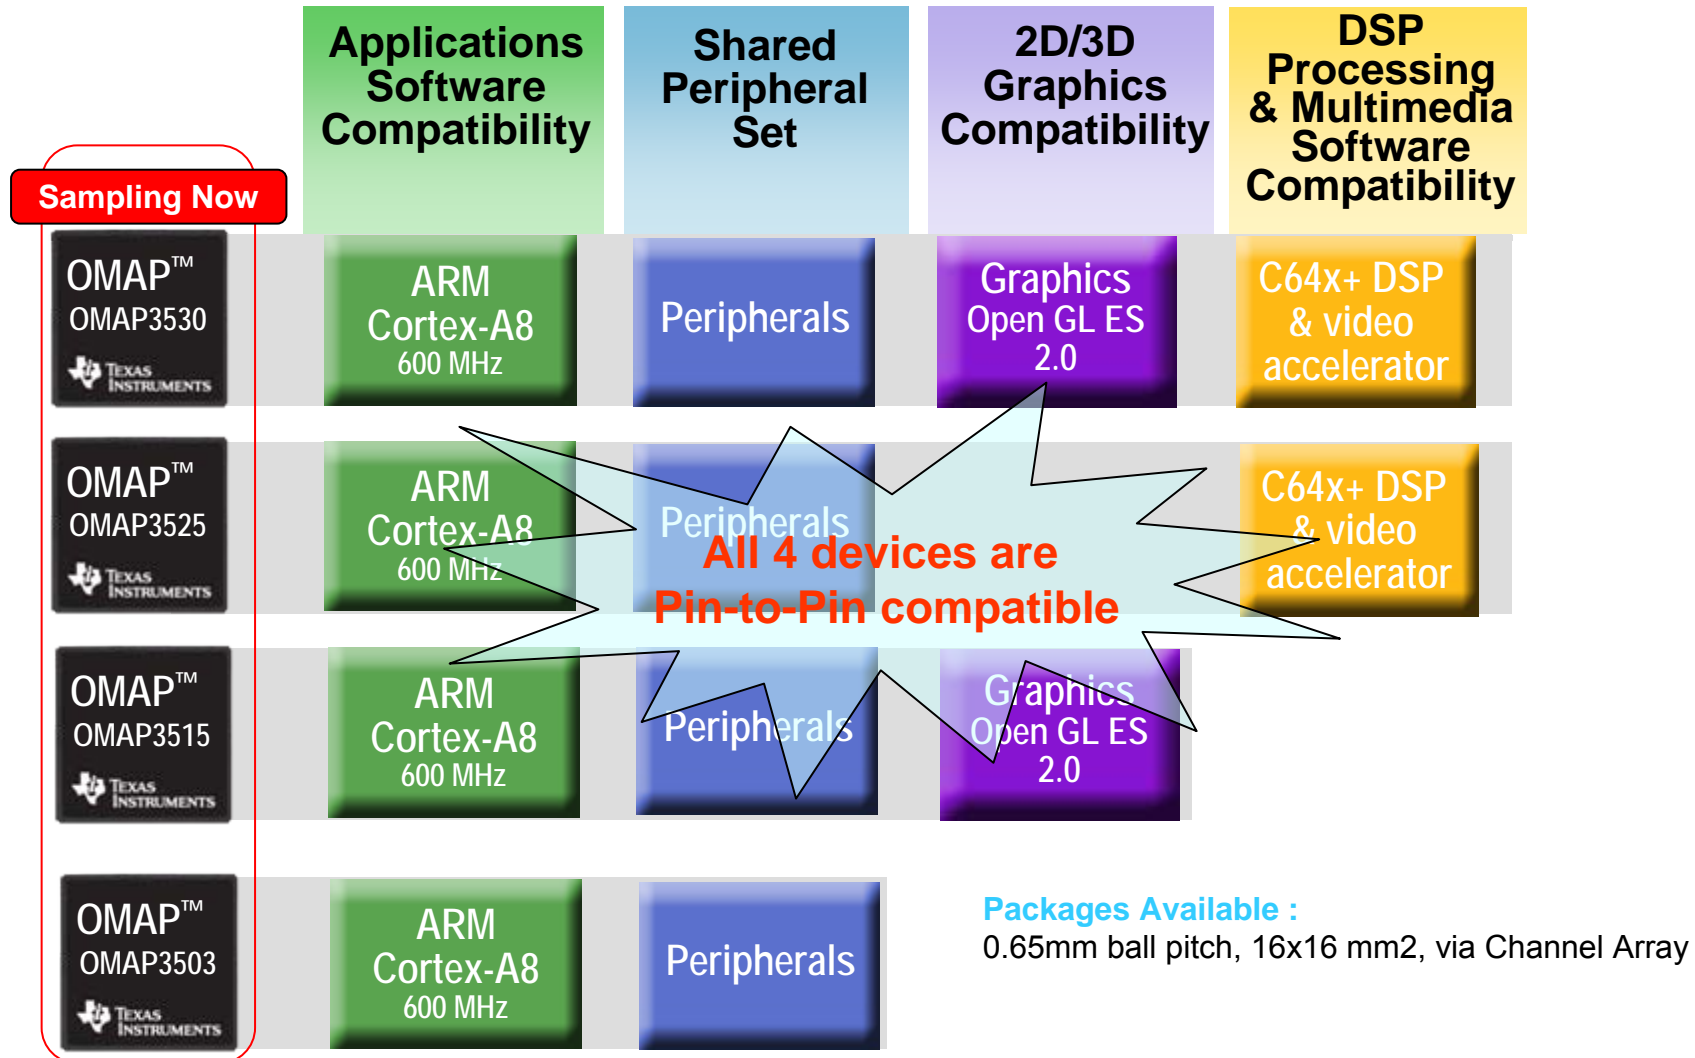 Applications
Software
Compatibility
Shared
Peripheral
Set
2D/3D
Graphics
Compatibility
DSP
Processing
& Multimedia
Software
Compatibility
Sampling Now
OMAP™
OMAP3530
TEXAS
INSTRUMENTS
ARM
Cortex-A8
600 MHz
Peripherals
Graphics
Open GL ES
2.0
C64x+ DSP
& video
accelerator
OMAP™
OMAP3525
TEXAS
INSTRUMENTS
ARM
Cortex-A8
600 MHz
Peripherals
C64x+ DSP
& video
accelerator
All 4 devices are
Pin-to-Pin compatible
OMAP™
OMAP3515
TEXAS
INSTRUMENTS
ARM
Cortex-A8
600 MHz
Peripherals
Graphics
Open GL ES
2.0
OMAP™
OMAP3503
TEXAS
INSTRUMENTS
ARM
Cortex-A8
600 MHz
Peripherals
Packages Available :
0.65mm ball pitch, 16x16 mm2, via Channel Array